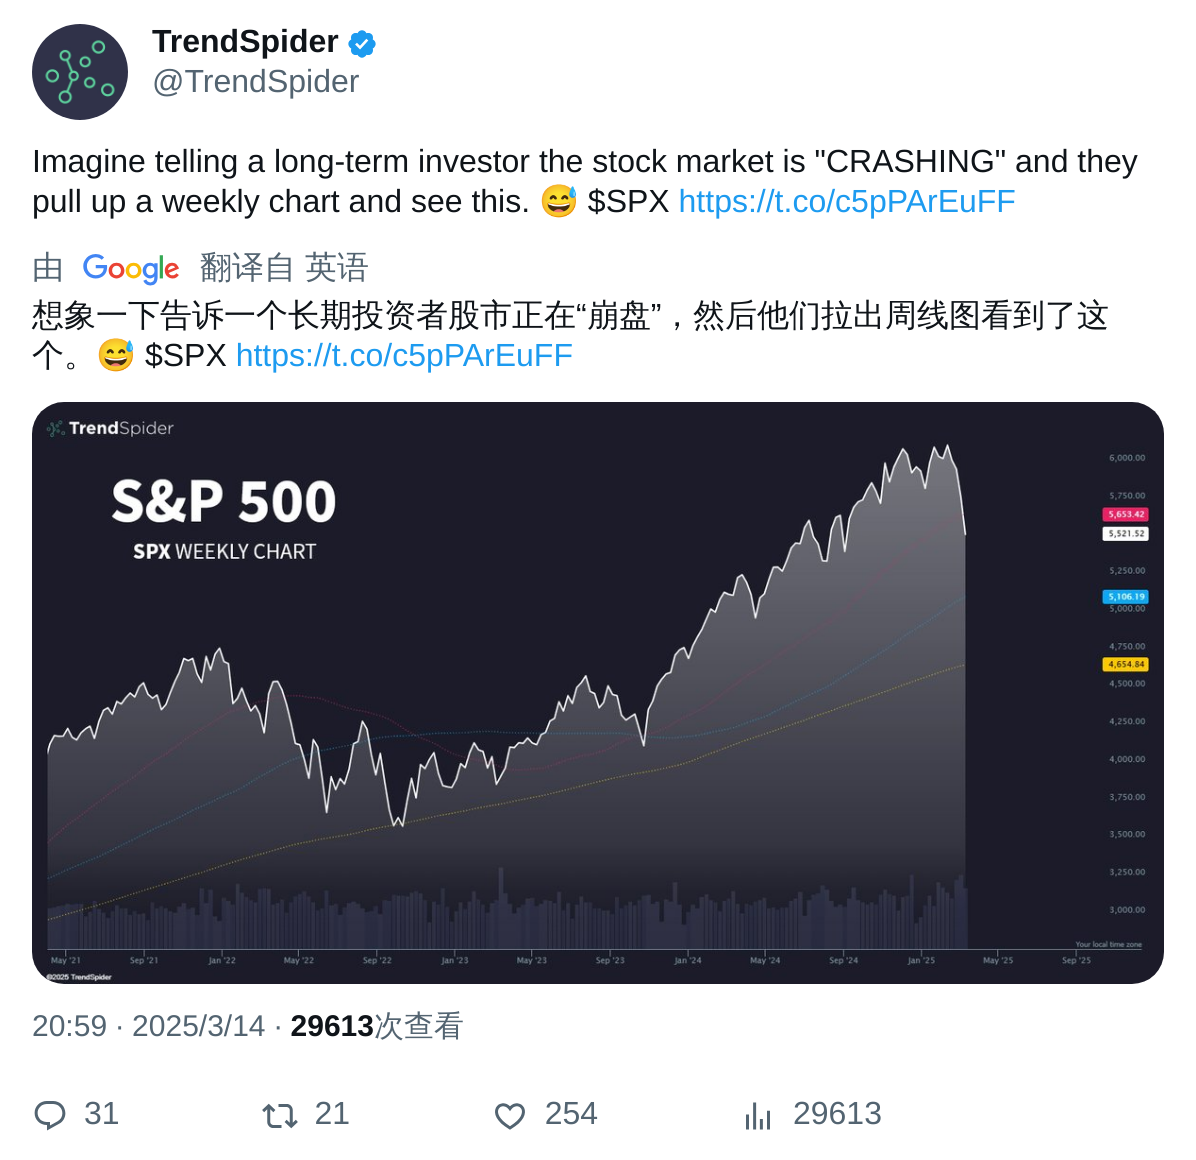 TrendSpider
@TrendSpider
Imagine telling a long-term investor the stock market is "CRASHING" and they
pull up a weekly chart and see this. 😅 $SPX https://t.co/c5pPArEuFF
由 Google 翻译自 英语
想象一下告诉一个长期投资者股市正在“崩盘”，然后他们拉出周线图看到了这
个。😅 $SPX https://t.co/c5pPArEuFF
TrendSpider
S&P 500
SPX WEEKLY CHART
6,000.00
5,750.00
5,653.42
5,521.52
5,250.00
5,106.19
5,000.00
4,750.00
4,654.84
4,500.00
4,250.00
4,000.00
3,750.00
3,500.00
3,250.00
3,000.00
Your local time zone
May '21 Sep '21 Jan '22 May '22 Sep '22 Jan '23 May '23 Sep '23 Jan '24 May '24 Sep '24 Jan '25 May '25 Sep '25
©2025 TrendSpider
20:59 · 2025/3/14 · 29613次查看
31 21 254 29613